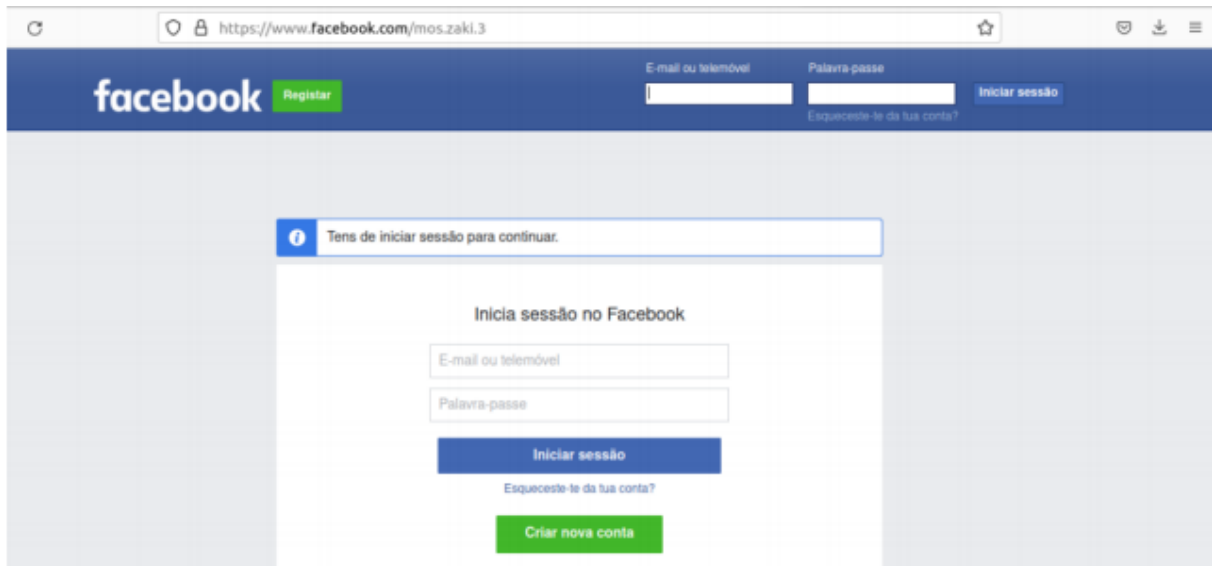 https://www.facebook.com/mos.zaki.3
E-mail ou telemóvel Palavra-passe
facebook Registar Iniciar sessão
Esqueceste-te da tua conta?
Tens de iniciar sessão para continuar.
Inicia sessão no Facebook
E-mail ou telemóvel
Palavra-passe
Iniciar sessão
Esqueceste-te da tua conta?
Criar nova conta